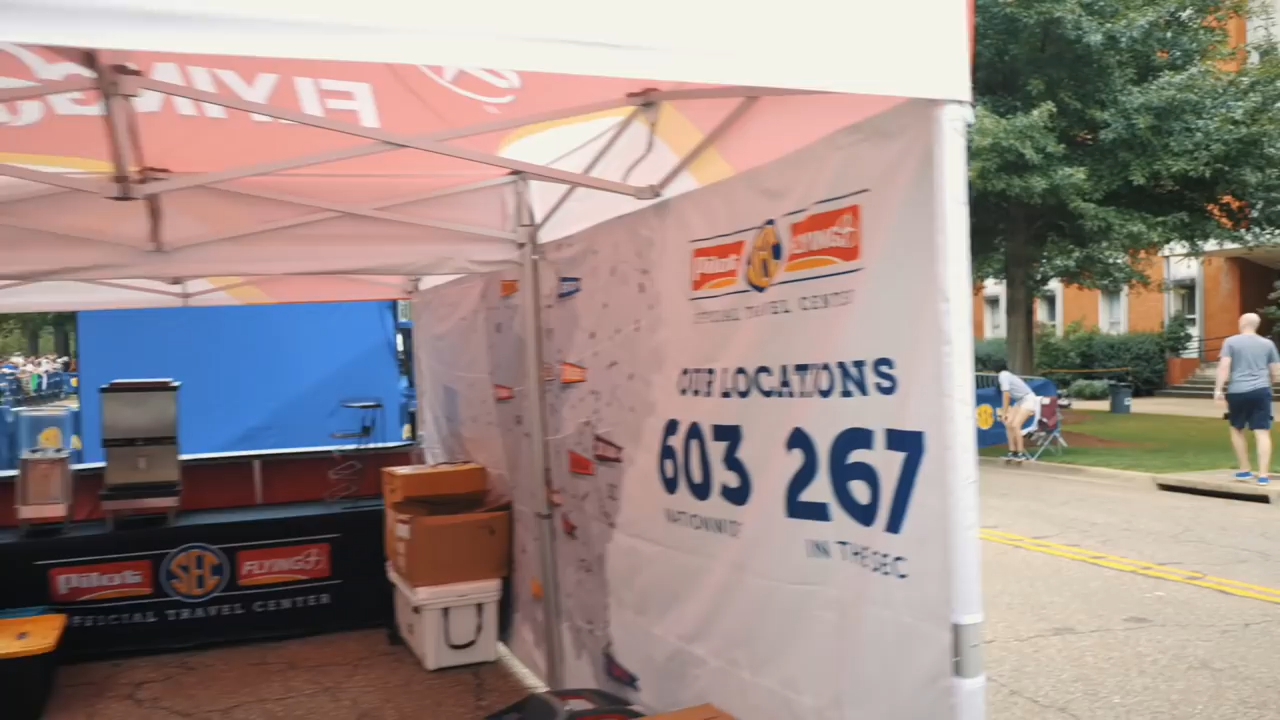 FLYING
Pilot SEC FLYING J
OFFICIAL TRAVEL CENTER
OUR LOCATIONS
603 267
NATIONWIDE
IN THE SEC
Pilot SEC FLYING J
OFFICIAL TRAVEL CENTER